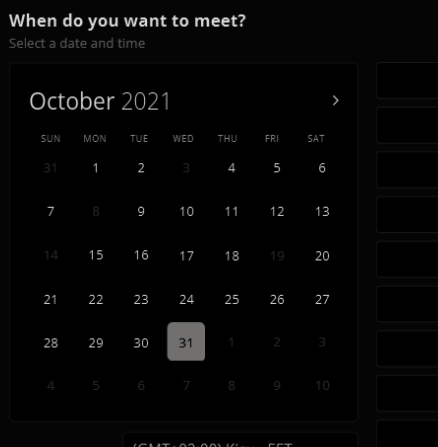 When do you want to meet?
Select a date and time
October 2021 >
SUN MON TUE WED THU FRI SAT
31 1 2 3 4 5 6
7 8 9 10 11 12 13
14 15 16 17 18 19 20
21 22 23 24 25 26 27
28 29 30 31 1 2 3
4 5 6 7 8 9 10